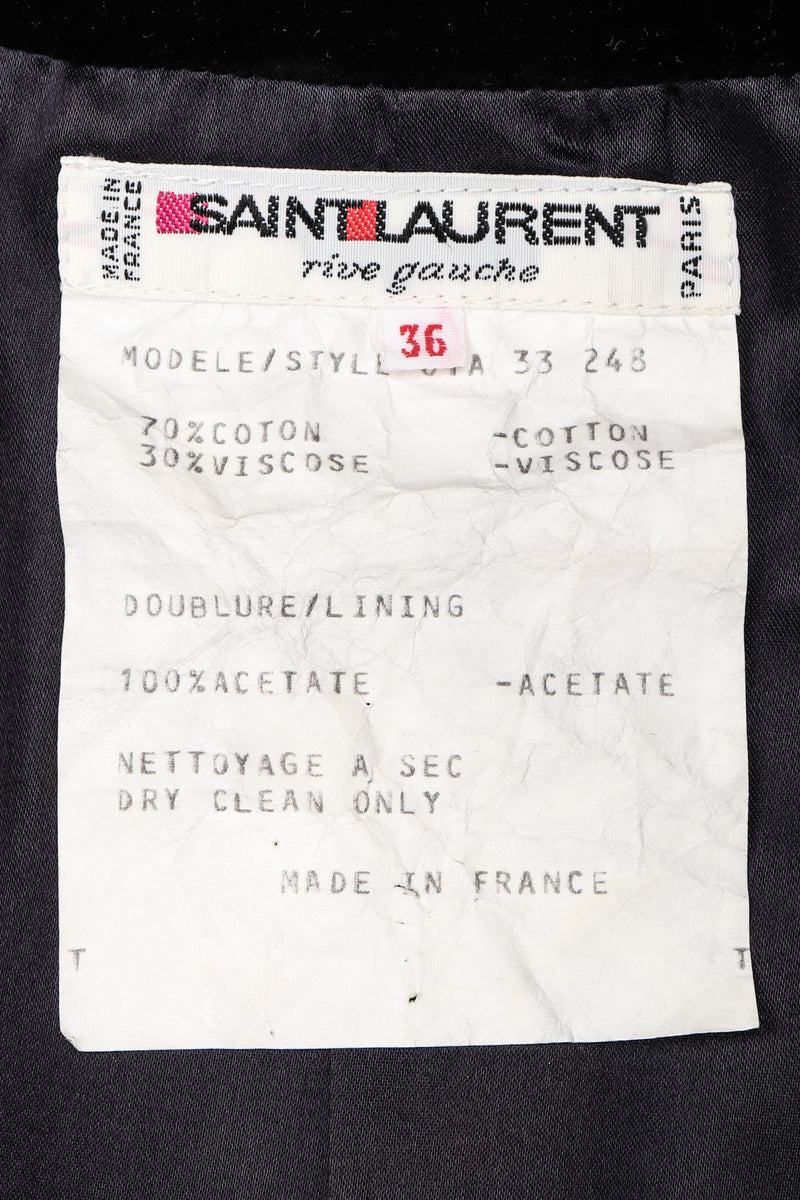 MADE IN
FRANCE
SAINT LAURENT
rive gauche
PARIS
36
MODELE/STYLE 33 248
70%COTON -COTTON
30%VISCOSE -VISCOSE
DOUBLURE/LINING
100%ACETATE -ACETATE
NETTOYAGE A SEC
DRY CLEAN ONLY
MADE IN FRANCE
T T